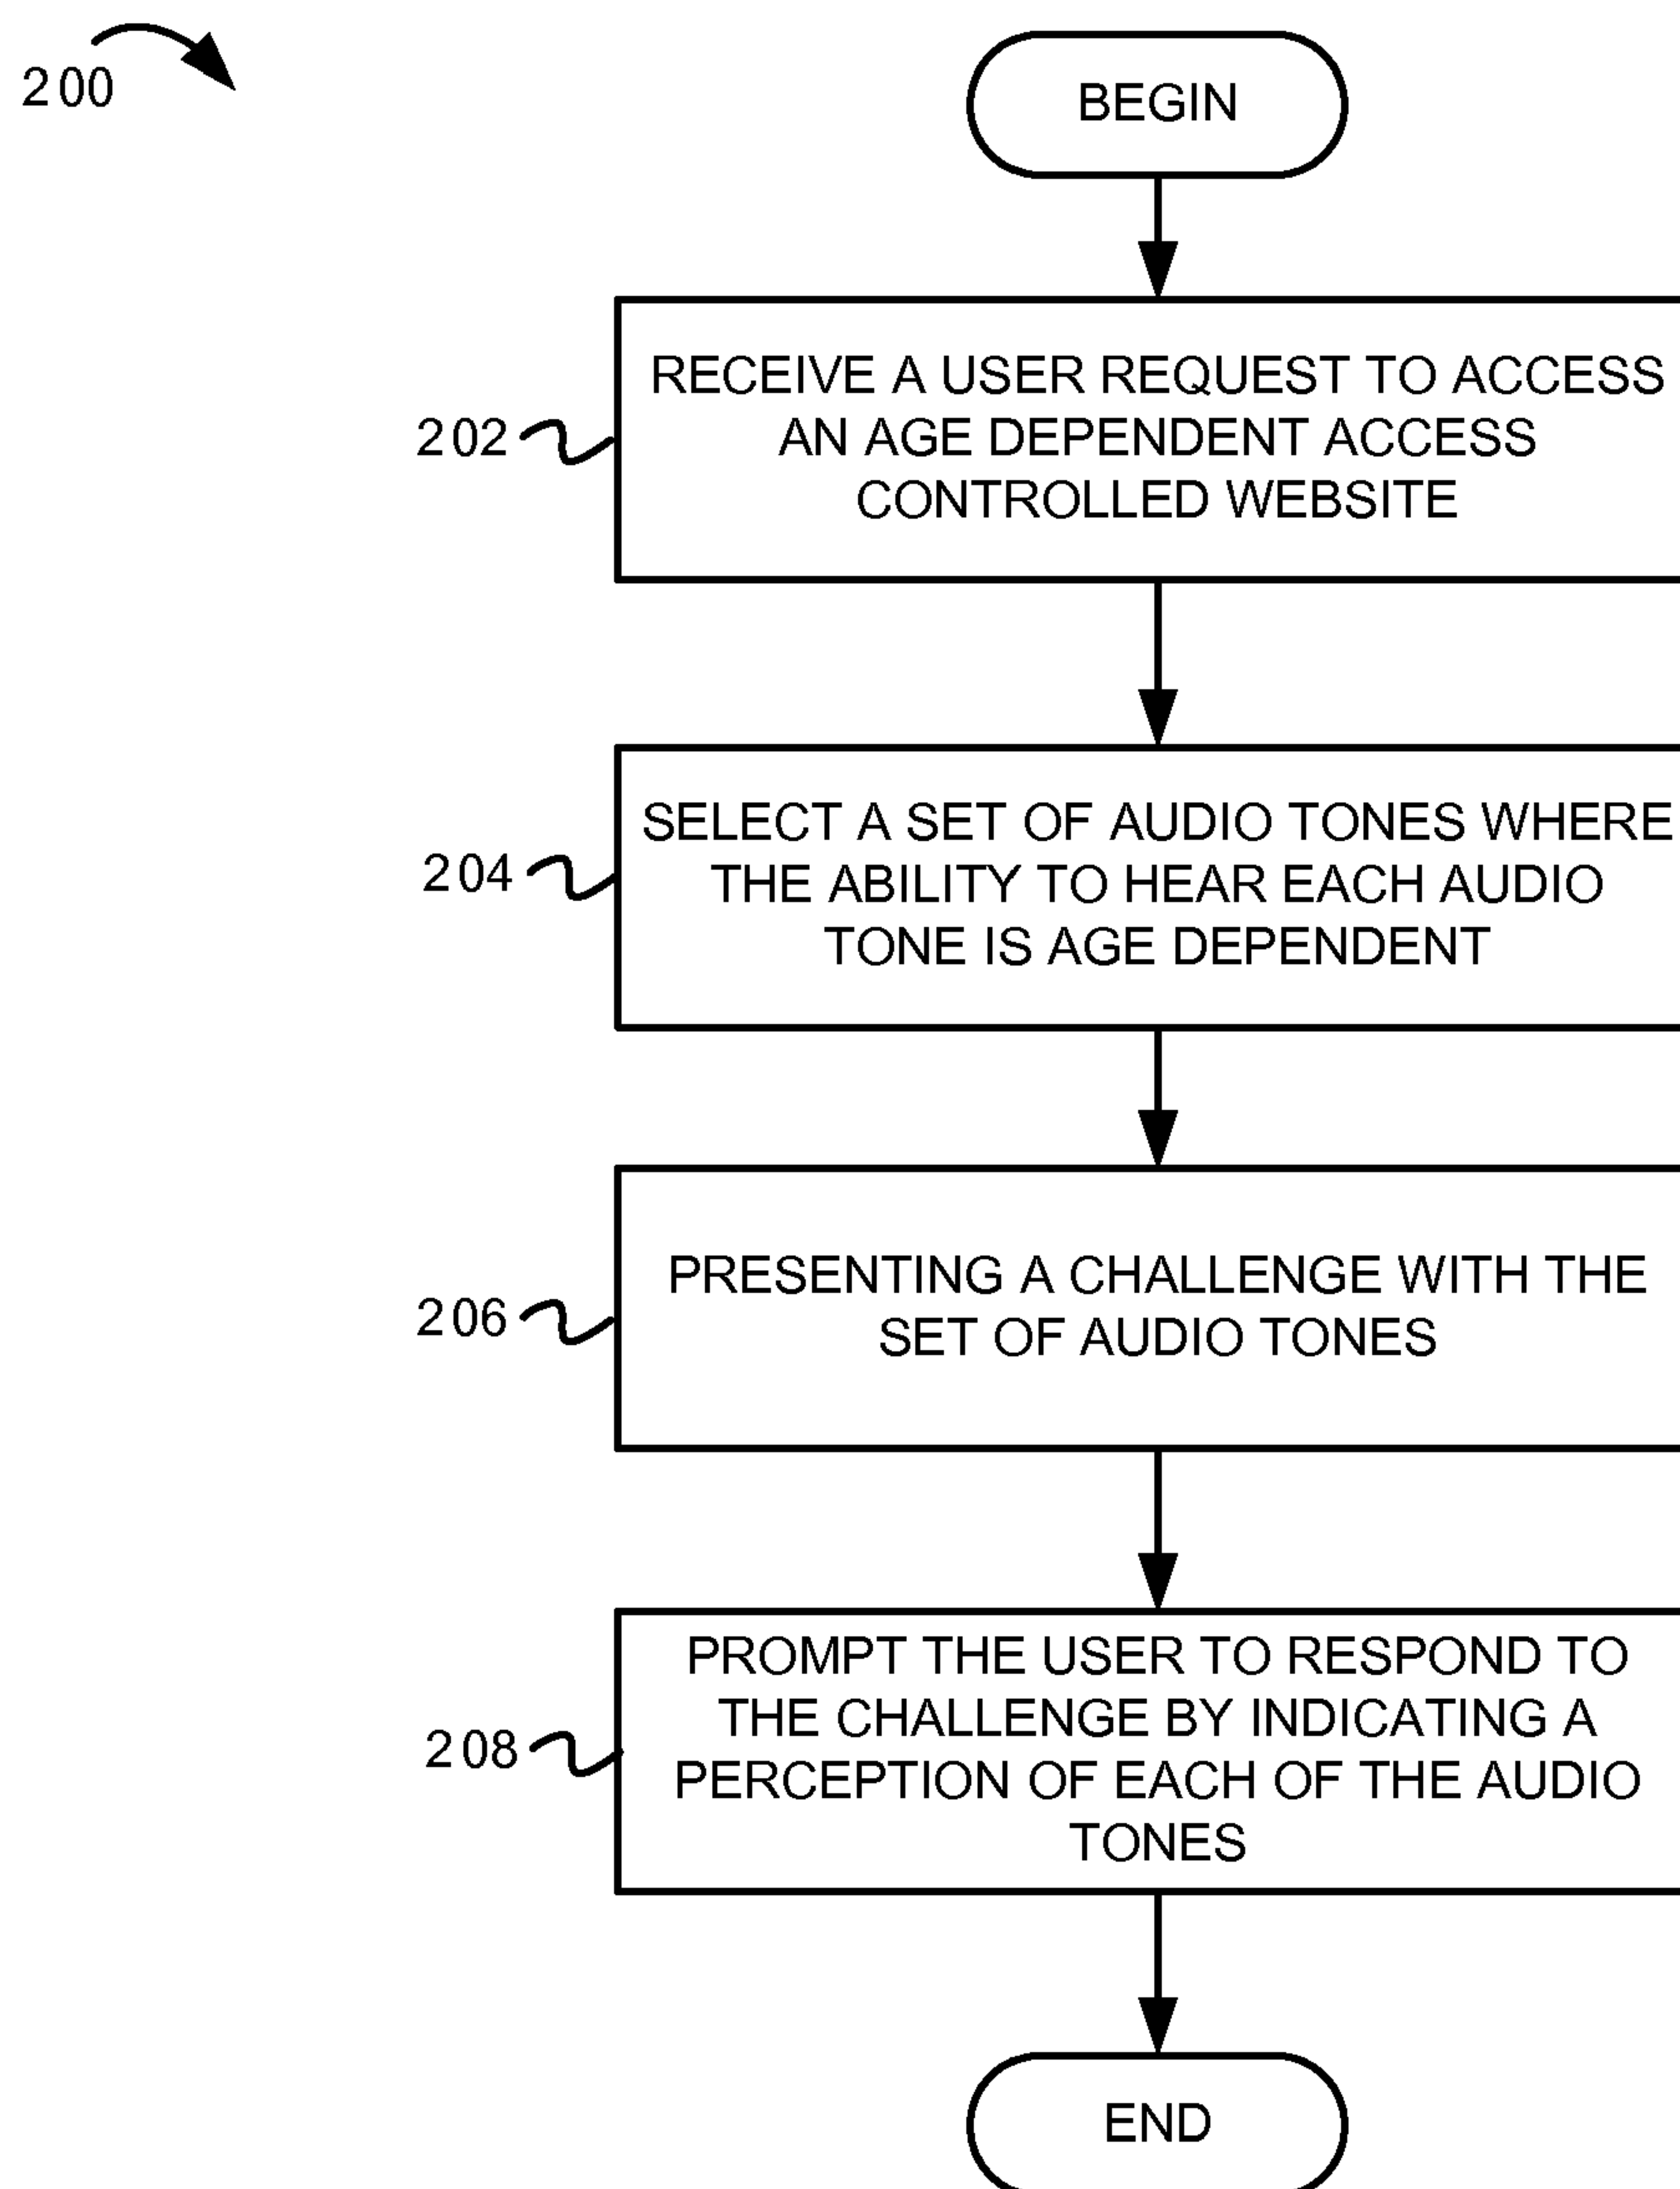 200
BEGIN
202
RECEIVE A USER REQUEST TO ACCESS
AN AGE DEPENDENT ACCESS
CONTROLLED WEBSITE
204
SELECT A SET OF AUDIO TONES WHERE
THE ABILITY TO HEAR EACH AUDIO
TONE IS AGE DEPENDENT
206
PRESENTING A CHALLENGE WITH THE
SET OF AUDIO TONES
208
PROMPT THE USER TO RESPOND TO
THE CHALLENGE BY INDICATING A
PERCEPTION OF EACH OF THE AUDIO
TONES
END